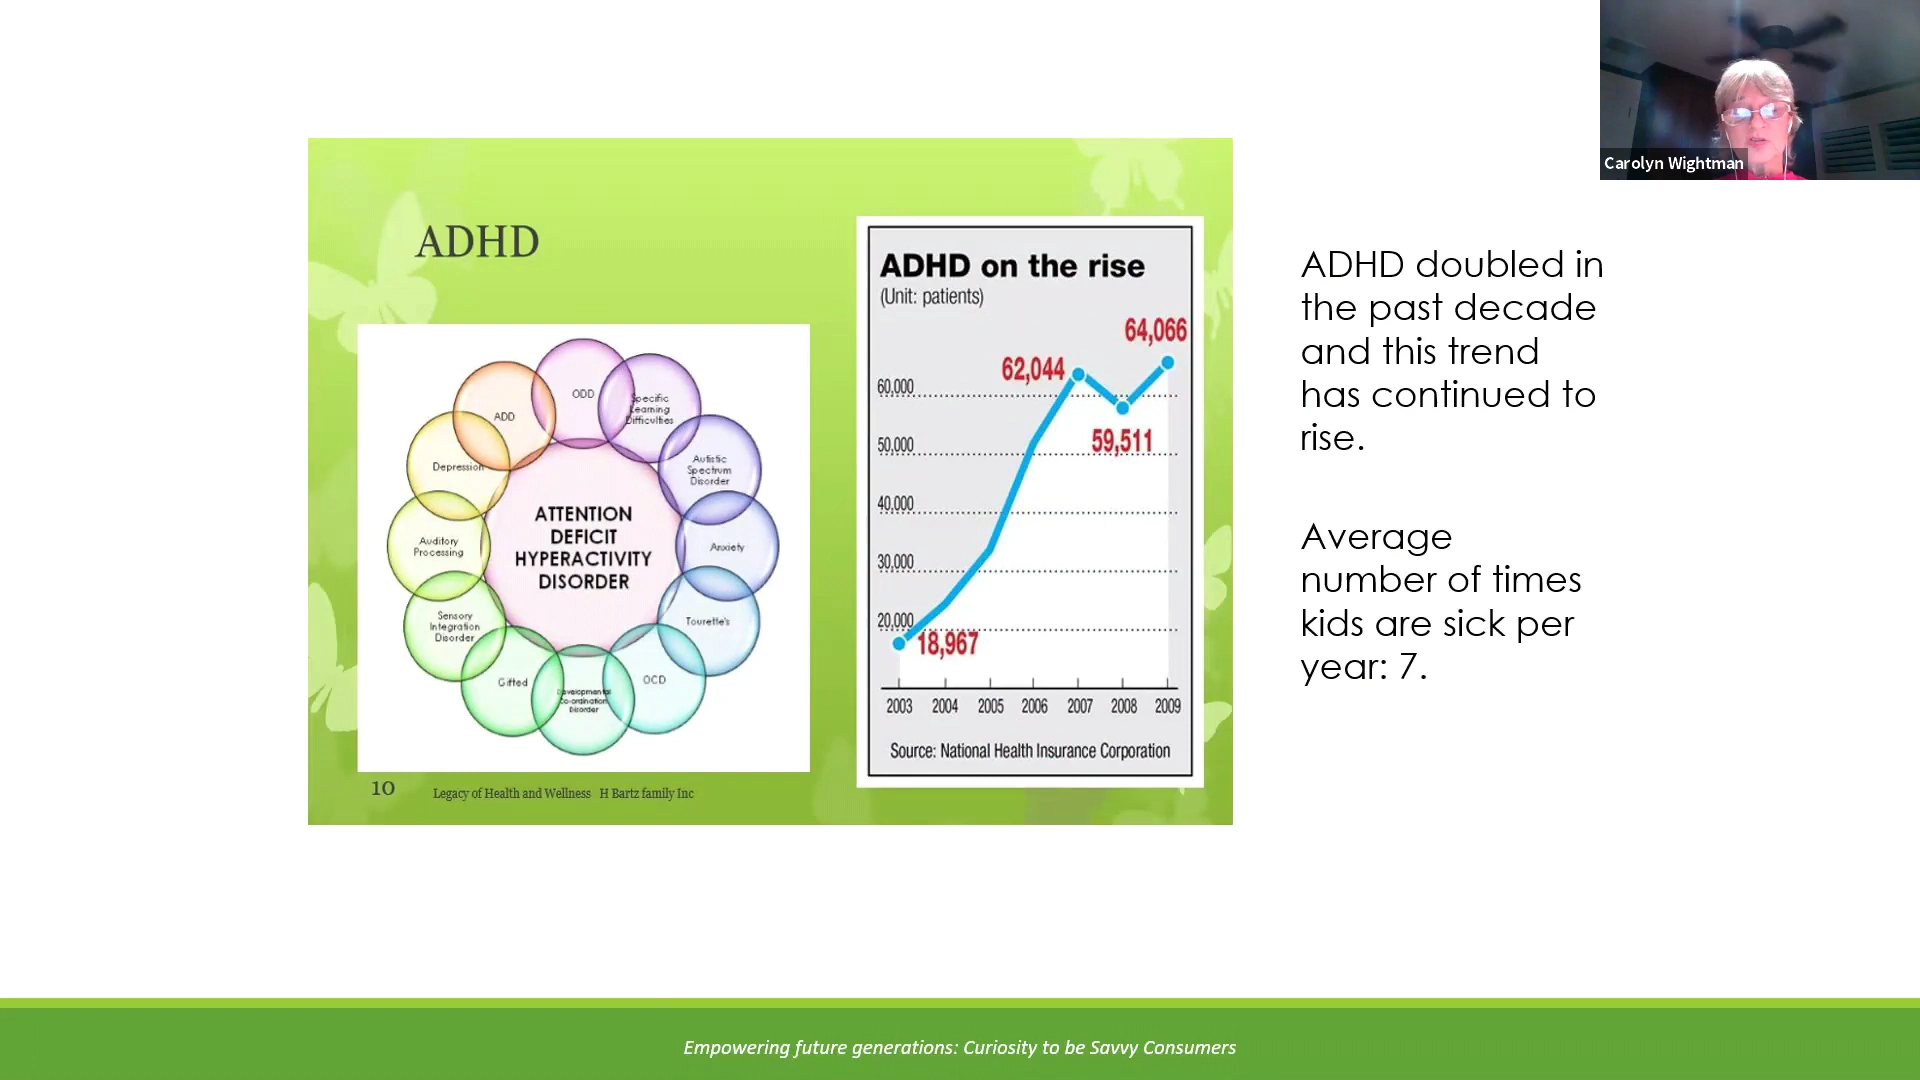 Carolyn Wightman
ADHD
ODD
Specific
Learning
Difficulties
ADD
Autistic
Spectrum
Disorder
Depression
Anxiety
ATTENTION
DEFICIT
HYPERACTIVITY
DISORDER
Auditory
Processing
Tourette's
Sensory
Integration
Disorder
OCD
Gifted
Developmental
Co-ordination
Disorder
10
Legacy of Health and Wellness H Bartz family Inc
ADHD on the rise
(Unit: patients)
64,066
62,044
60,000
59,511
50,000
40,000
30,000
20,000
18,967
2003 2004 2005 2006 2007 2008 2009
Source: National Health Insurance Corporation
ADHD doubled in
the past decade
and this trend
has continued to
rise.
Average
number of times
kids are sick per
year: 7.
Empowering future generations: Curiosity to be Savvy Consumers